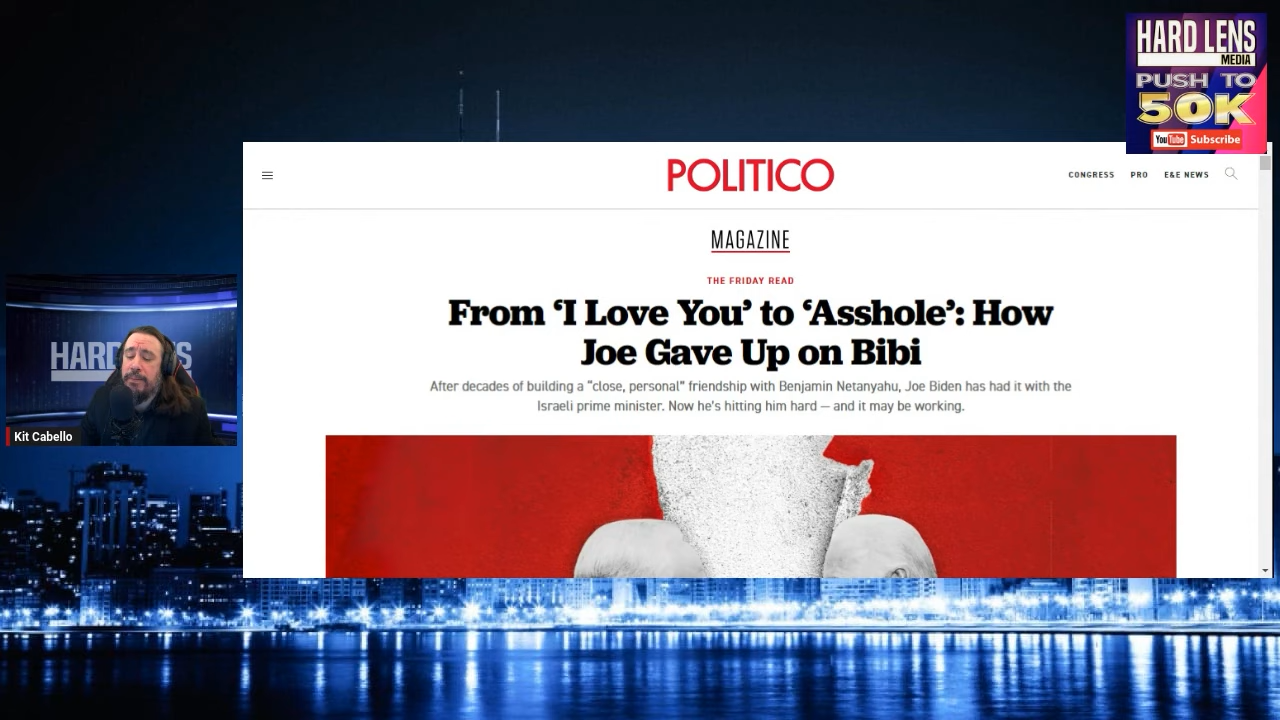 HARD LENS
MEDIA
PUSH TO
50K
YouTube Subscribe
POLITICO
CONGRESS PRO E&E NEWS
MAGAZINE
THE FRIDAY READ
From ‘I Love You’ to ‘Asshole’: How
Joe Gave Up on Bibi
After decades of building a “close, personal” friendship with Benjamin Netanyahu, Joe Biden has had it with the
Israeli prime minister. Now he’s hitting him hard — and it may be working.
HARD
S
Kit Cabello